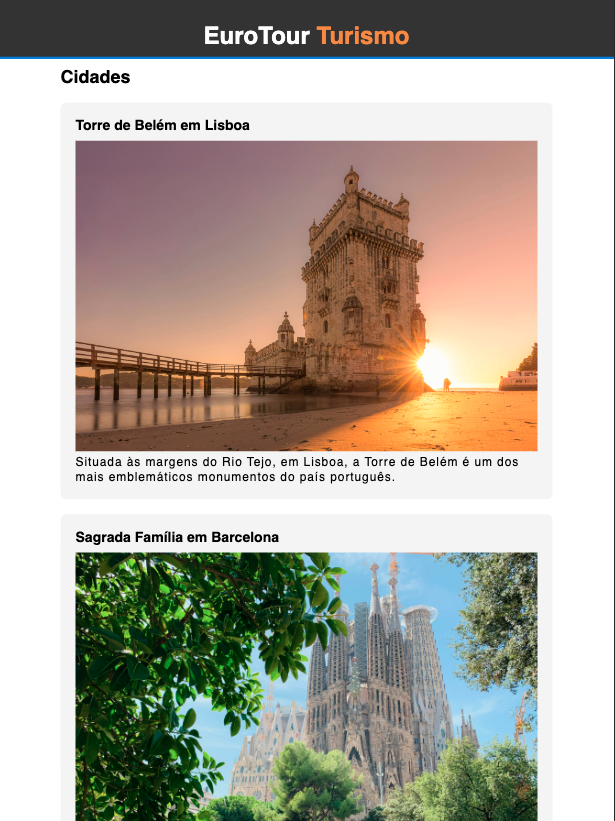 EuroTour Turismo
Cidades
Torre de Belém em Lisboa
Situada às margens do Rio Tejo, em Lisboa, a Torre de Belém é um dos
mais emblemáticos monumentos do país português.
Sagrada Família em Barcelona